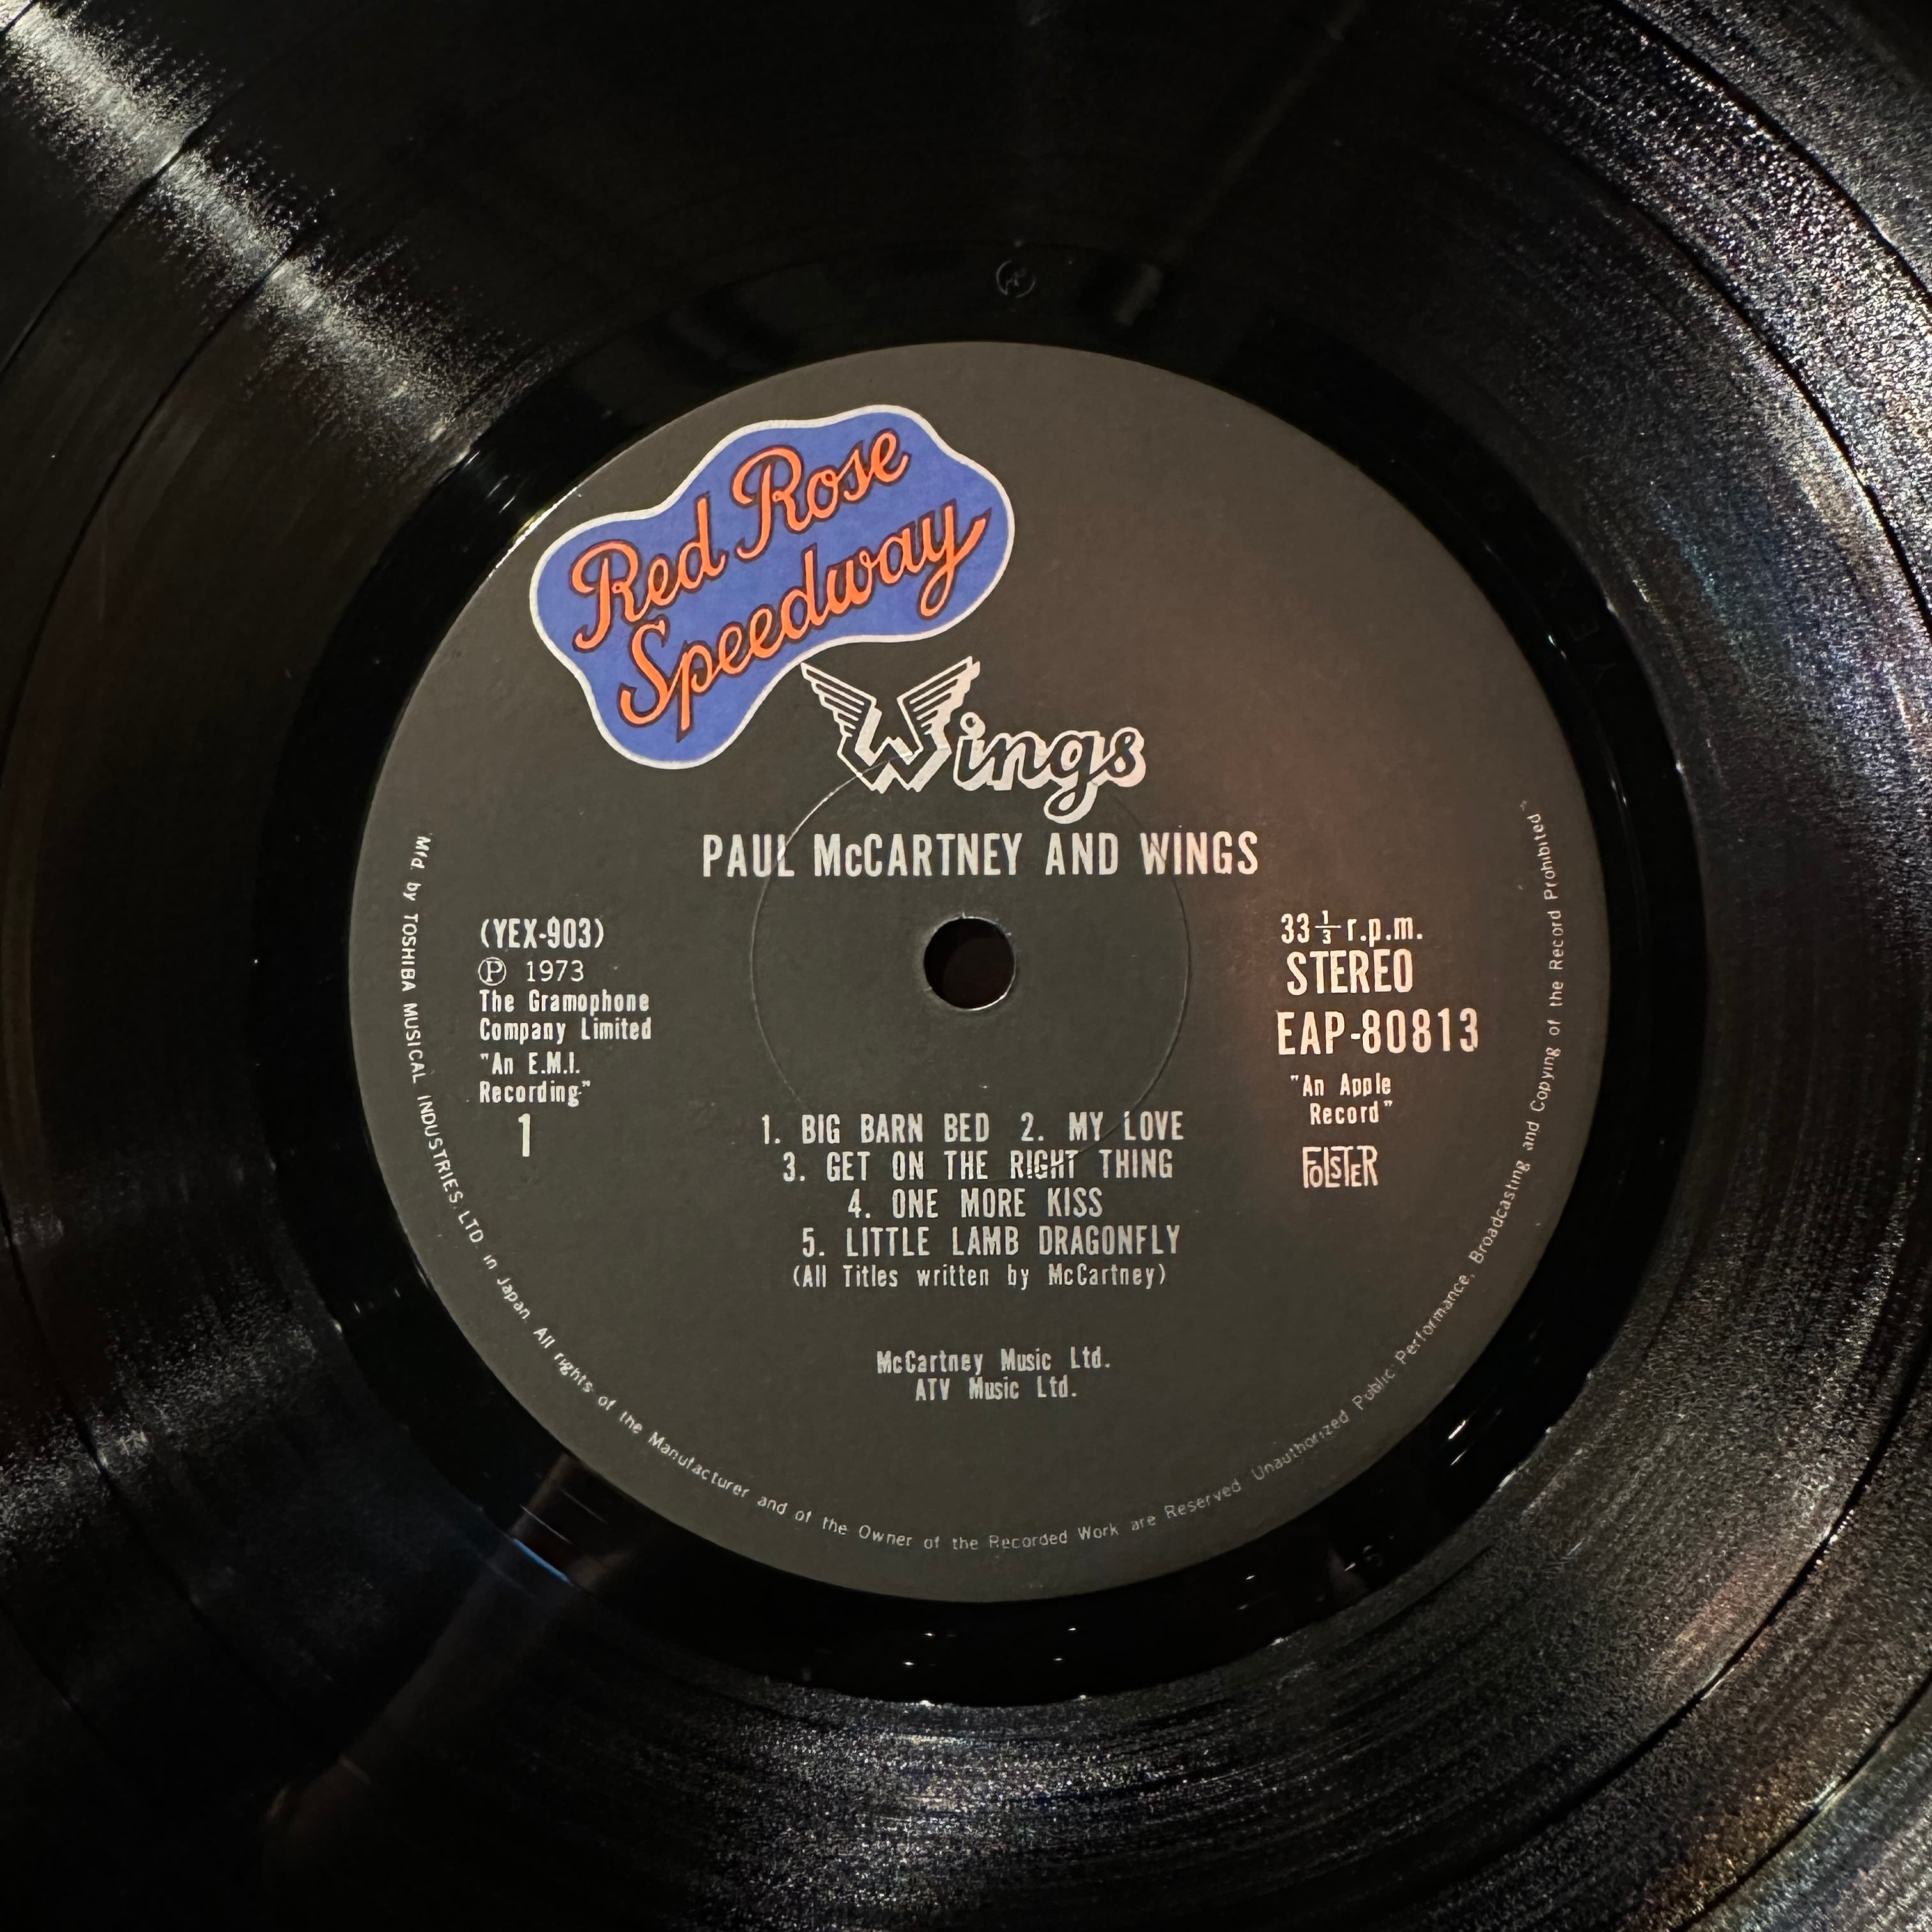 Red Rose
Speedway
Wings
PAUL McCARTNEY AND WINGS
(YEX-903)
Ⓟ 1973
The Gramophone
Company Limited
"An E.M.I.
Recording"
1
33⅓ r.p.m.
STEREO
EAP-80813
"An Apple
Record"
FOLSTER
1. BIG BARN BED 2. MY LOVE
3. GET ON THE RIGHT THING
4. ONE MORE KISS
5. LITTLE LAMB DRAGONFLY
(All Titles written by McCartney)
McCartney Music Ltd.
ATV Music Ltd.
Mfd. by TOSHIBA MUSICAL INDUSTRIES, LTD. in Japan. All rights of the Manufacturer and of the Owner of the Recorded Work are Reserved. Unauthorized Public Performance, Broadcasting and Copying of the Record Prohibited"